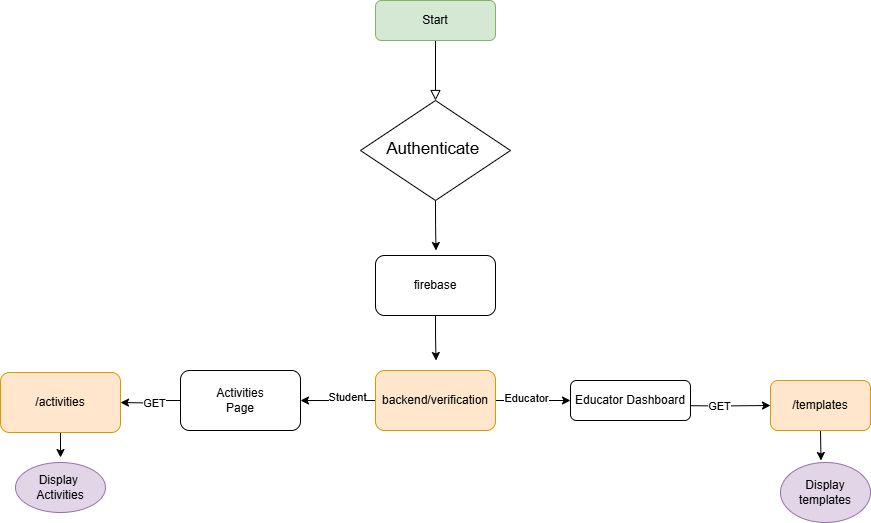 Start
Authenticate
firebase
/activities
GET
Activities
Page
Student
backend/verification
Educator
Educator Dashboard
GET
/templates
Display
Activities
Display
templates